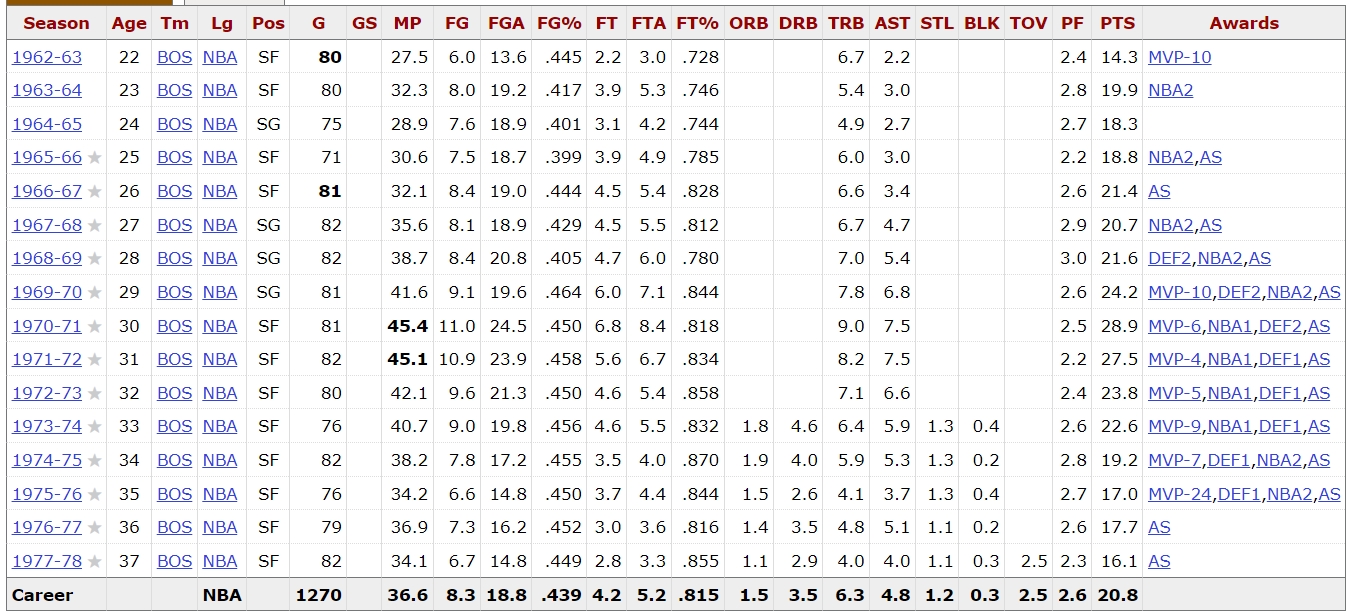 Season Age Tm Lg Pos G GS MP FG FGA FG% FT FTA FT% ORB DRB TRB AST STL BLK TOV PF PTS Awards
1962-63 22 BOS NBA SF 80 27.5 6.0 13.6 .445 2.2 3.0 .728 6.7 2.2 2.4 14.3 MVP-10
1963-64 23 BOS NBA SF 80 32.3 8.0 19.2 .417 3.9 5.3 .746 5.4 3.0 2.8 19.9 NBA2
1964-65 24 BOS NBA SG 75 28.9 7.6 18.9 .401 3.1 4.2 .744 4.9 2.7 2.7 18.3
1965-66 ★ 25 BOS NBA SF 71 30.6 7.5 18.7 .399 3.9 4.9 .785 6.0 3.0 2.2 18.8 NBA2,AS
1966-67 ★ 26 BOS NBA SF 81 32.1 8.4 19.0 .444 4.5 5.4 .828 6.6 3.4 2.6 21.4 AS
1967-68 ★ 27 BOS NBA SG 82 35.6 8.1 18.9 .429 4.5 5.5 .812 6.7 4.7 2.9 20.7 NBA2,AS
1968-69 ★ 28 BOS NBA SG 82 38.7 8.4 20.8 .405 4.7 6.0 .780 7.0 5.4 3.0 21.6 DEF2,NBA2,AS
1969-70 ★ 29 BOS NBA SG 81 41.6 9.1 19.6 .464 6.0 7.1 .844 7.8 6.8 2.6 24.2 MVP-10,DEF2,NBA2,AS
1970-71 ★ 30 BOS NBA SF 81 45.4 11.0 24.5 .450 6.8 8.4 .818 9.0 7.5 2.5 28.9 MVP-6,NBA1,DEF2,AS
1971-72 ★ 31 BOS NBA SF 82 45.1 10.9 23.9 .458 5.6 6.7 .834 8.2 7.5 2.2 27.5 MVP-4,NBA1,DEF1,AS
1972-73 ★ 32 BOS NBA SF 80 42.1 9.6 21.3 .450 4.6 5.4 .858 7.1 6.6 2.4 23.8 MVP-5,NBA1,DEF1,AS
1973-74 ★ 33 BOS NBA SF 76 40.7 9.0 19.8 .456 4.6 5.5 .832 1.8 4.6 6.4 5.9 1.3 0.4 2.6 22.6 MVP-9,NBA1,DEF1,AS
1974-75 ★ 34 BOS NBA SF 82 38.2 7.8 17.2 .455 3.5 4.0 .870 1.9 4.0 5.9 5.3 1.3 0.2 2.8 19.2 MVP-7,DEF1,NBA2,AS
1975-76 ★ 35 BOS NBA SF 76 34.2 6.6 14.8 .450 3.7 4.4 .844 1.5 2.6 4.1 3.7 1.3 0.4 2.7 17.0 MVP-24,DEF1,NBA2,AS
1976-77 ★ 36 BOS NBA SF 79 36.9 7.3 16.2 .452 3.0 3.6 .816 1.4 3.5 4.8 5.1 1.1 0.2 2.6 17.7 AS
1977-78 ★ 37 BOS NBA SF 82 34.1 6.7 14.8 .449 2.8 3.3 .855 1.1 2.9 4.0 4.0 1.1 0.3 2.5 2.3 16.1 AS
Career NBA 1270 36.6 8.3 18.8 .439 4.2 5.2 .815 1.5 3.5 6.3 4.8 1.2 0.3 2.5 2.6 20.8